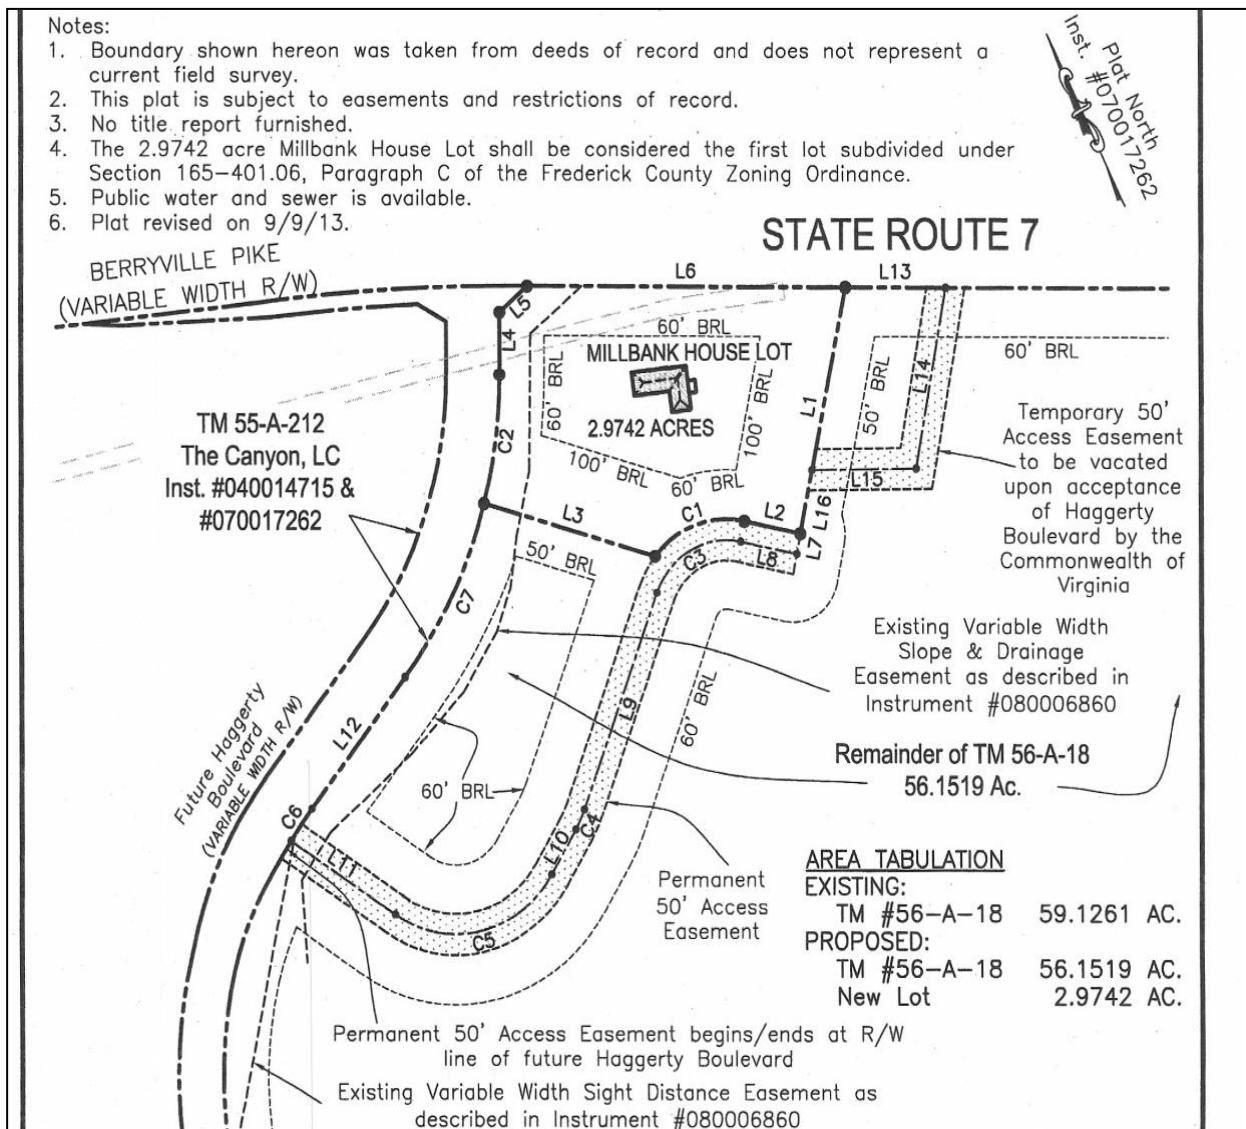 Notes:
1. Boundary shown hereon was taken from deeds of record and does not represent a
current field survey.
2. This plat is subject to easements and restrictions of record.
3. No title report furnished.
4. The 2.9742 acre Millbank House Lot shall be considered the first lot subdivided under
Section 165-401.06, Paragraph C of the Frederick County Zoning Ordinance.
5. Public water and sewer is available.
6. Plat revised on 9/9/13.
Plat North
Inst. #070017262
STATE ROUTE 7
BERRYVILLE PIKE
(VARIABLE WIDTH R/W)
L6
L13
L5
L4
60' BRL
MILLBANK HOUSE LOT
60' BRL
2.9742 ACRES
100' BRL
100' BRL
60' BRL
L1
50' BRL
L14
60' BRL
L15
L16
C2
TM 55-A-212
The Canyon, LC
Inst. #040014715 &
#070017262
Temporary 50'
Access Easement
to be vacated
upon acceptance
of Haggerty
Boulevard by the
Commonwealth of
Virginia
L3
C1
L2
L7
C3
L8
50' BRL
C7
Existing Variable Width
Slope & Drainage
Easement as described in
Instrument #080006860
L9
60' BRL
L12
Future Haggerty
Boulevard
(VARIABLE WIDTH R/W)
Remainder of TM 56-A-18
56.1519 Ac.
60' BRL
C6
C4
L10
L11
C5
Permanent
50' Access
Easement
AREA TABULATION
EXISTING:
TM #56-A-18 59.1261 AC.
PROPOSED:
TM #56-A-18 56.1519 AC.
New Lot 2.9742 AC.
Permanent 50' Access Easement begins/ends at R/W
line of future Haggerty Boulevard
Existing Variable Width Sight Distance Easement as
described in Instrument #080006860